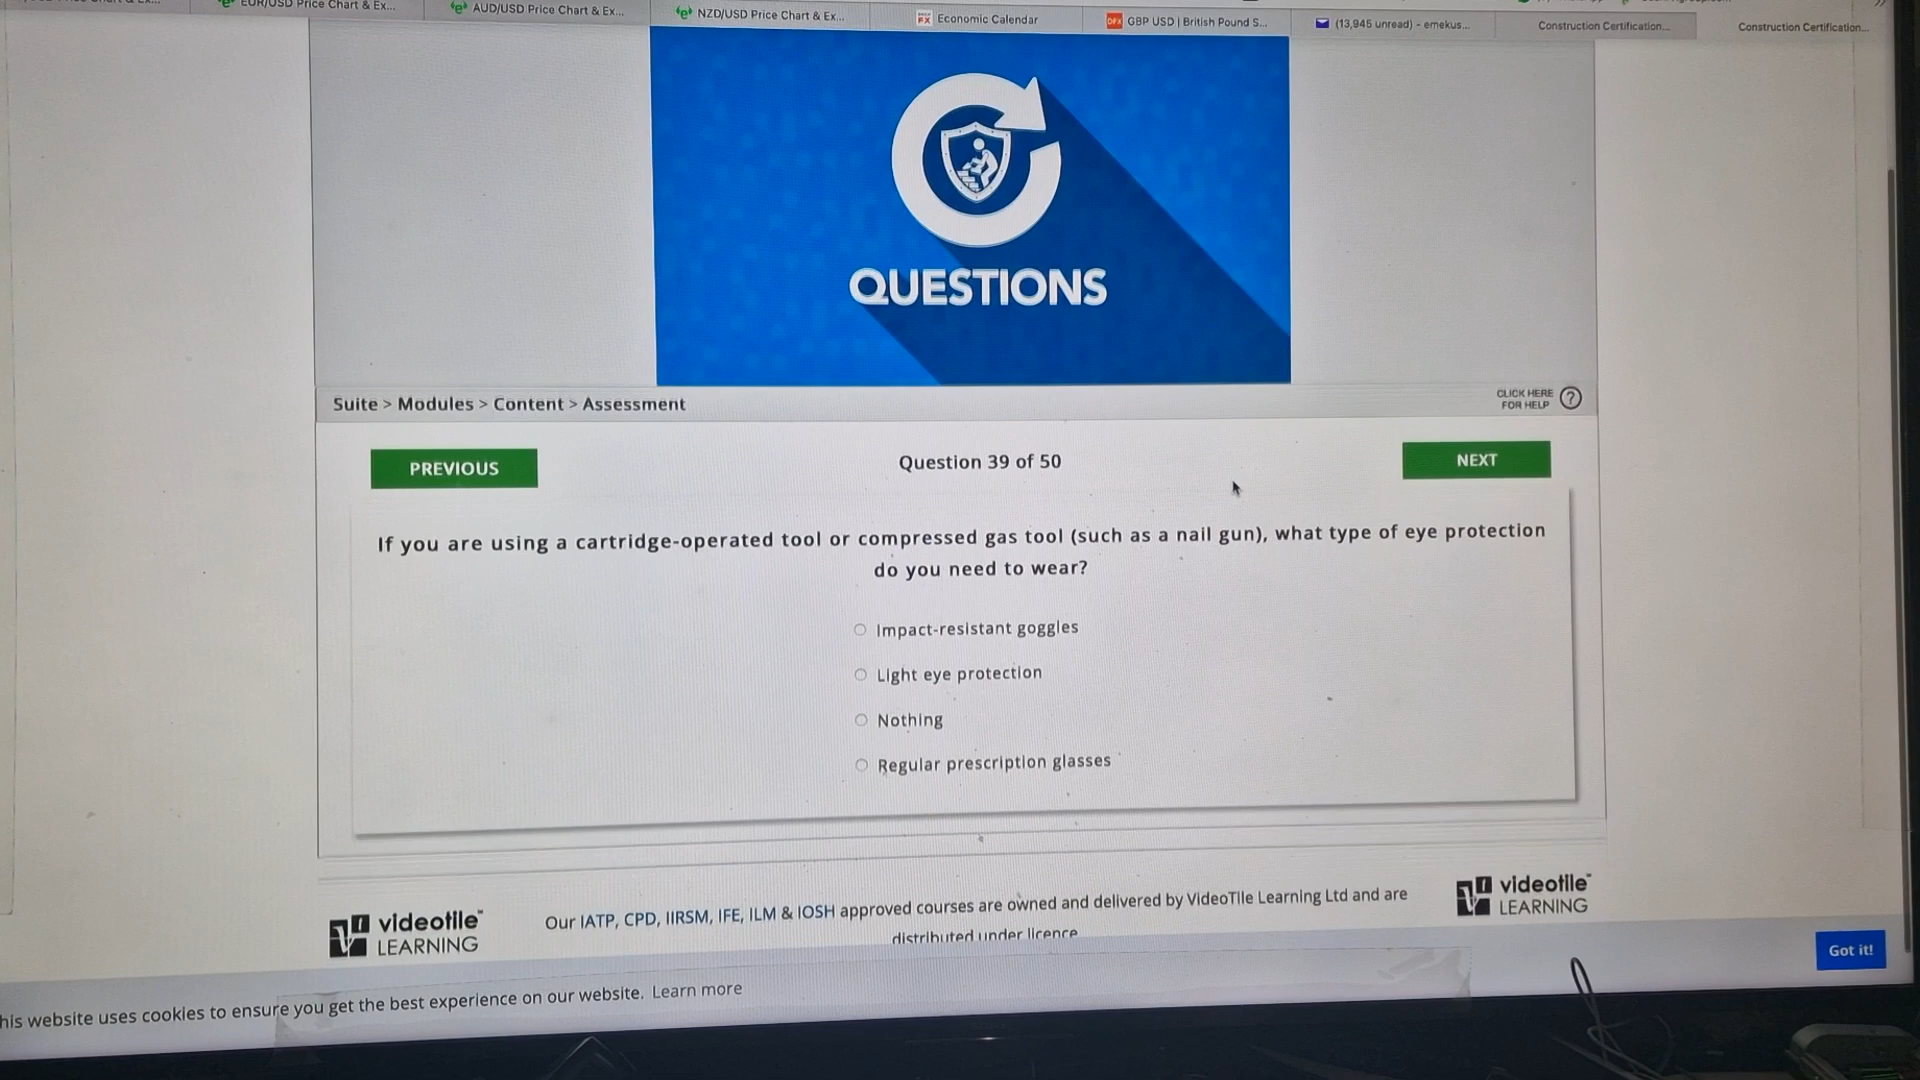 EUR/USD Price Chart & Ex...
AUD/USD Price Chart & Ex...
NZD/USD Price Chart & Ex...
Economic Calendar
GBP USD | British Pound S...
(13,945 unread) - emekus...
Construction Certification...
Construction Certification...
QUESTIONS
Suite > Modules > Content > Assessment
CLICK HERE
FOR HELP ?
PREVIOUS
Question 39 of 50
NEXT
If you are using a cartridge-operated tool or compressed gas tool (such as a nail gun), what type of eye protection
do you need to wear?
Impact-resistant goggles
Light eye protection
Nothing
Regular prescription glasses
videotile™
LEARNING
Our IATP, CPD, IIRSM, IFE, ILM & IOSH approved courses are owned and delivered by VideoTile Learning Ltd and are
distributed under licence
videotile™
LEARNING
Got it!
his website uses cookies to ensure you get the best experience on our website. Learn more